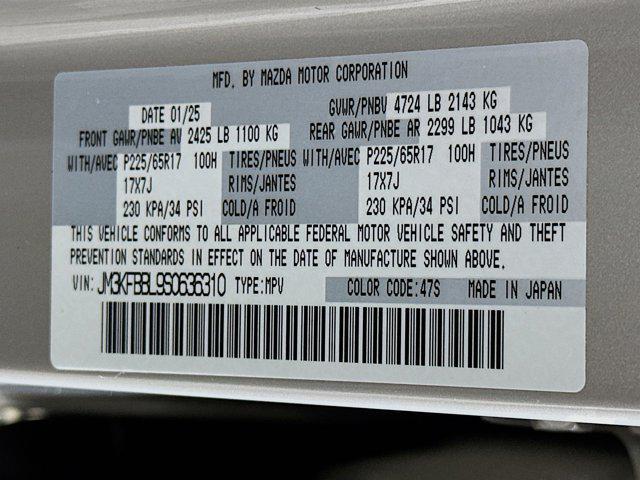 MFD. BY MAZDA MOTOR CORPORATION
DATE 01/25 GVWR/PNBV 4724 LB 2143 KG
FRONT GAWR/PNBE AV 2425 LB 1100 KG REAR GAWR/PNBE AR 2299 LB 1043 KG
WITH/AVEC P225/65R17 100H TIRES/PNEUS WITH/AVEC P225/65R17 100H TIRES/PNEUS
17X7J RIMS/JANTES 17X7J RIMS/JANTES
230 KPA/34 PSI COLD/A FROID 230 KPA/34 PSI COLD/A FROID
THIS VEHICLE CONFORMS TO ALL APPLICABLE FEDERAL MOTOR VEHICLE SAFETY AND THEFT
PREVENTION STANDARDS IN EFFECT ON THE DATE OF MANUFACTURE SHOWN ABOVE.
VIN: JM3KFBBL9S0636310 TYPE:MPV COLOR CODE:47S MADE IN JAPAN